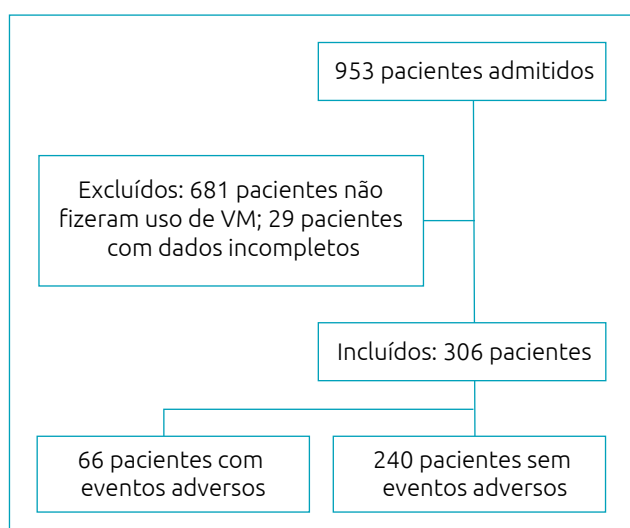 953 pacientes admitidos
Excluídos: 681 pacientes não
fizeram uso de VM; 29 pacientes
com dados incompletos
Incluídos: 306 pacientes
66 pacientes com
eventos adversos
240 pacientes sem
eventos adversos